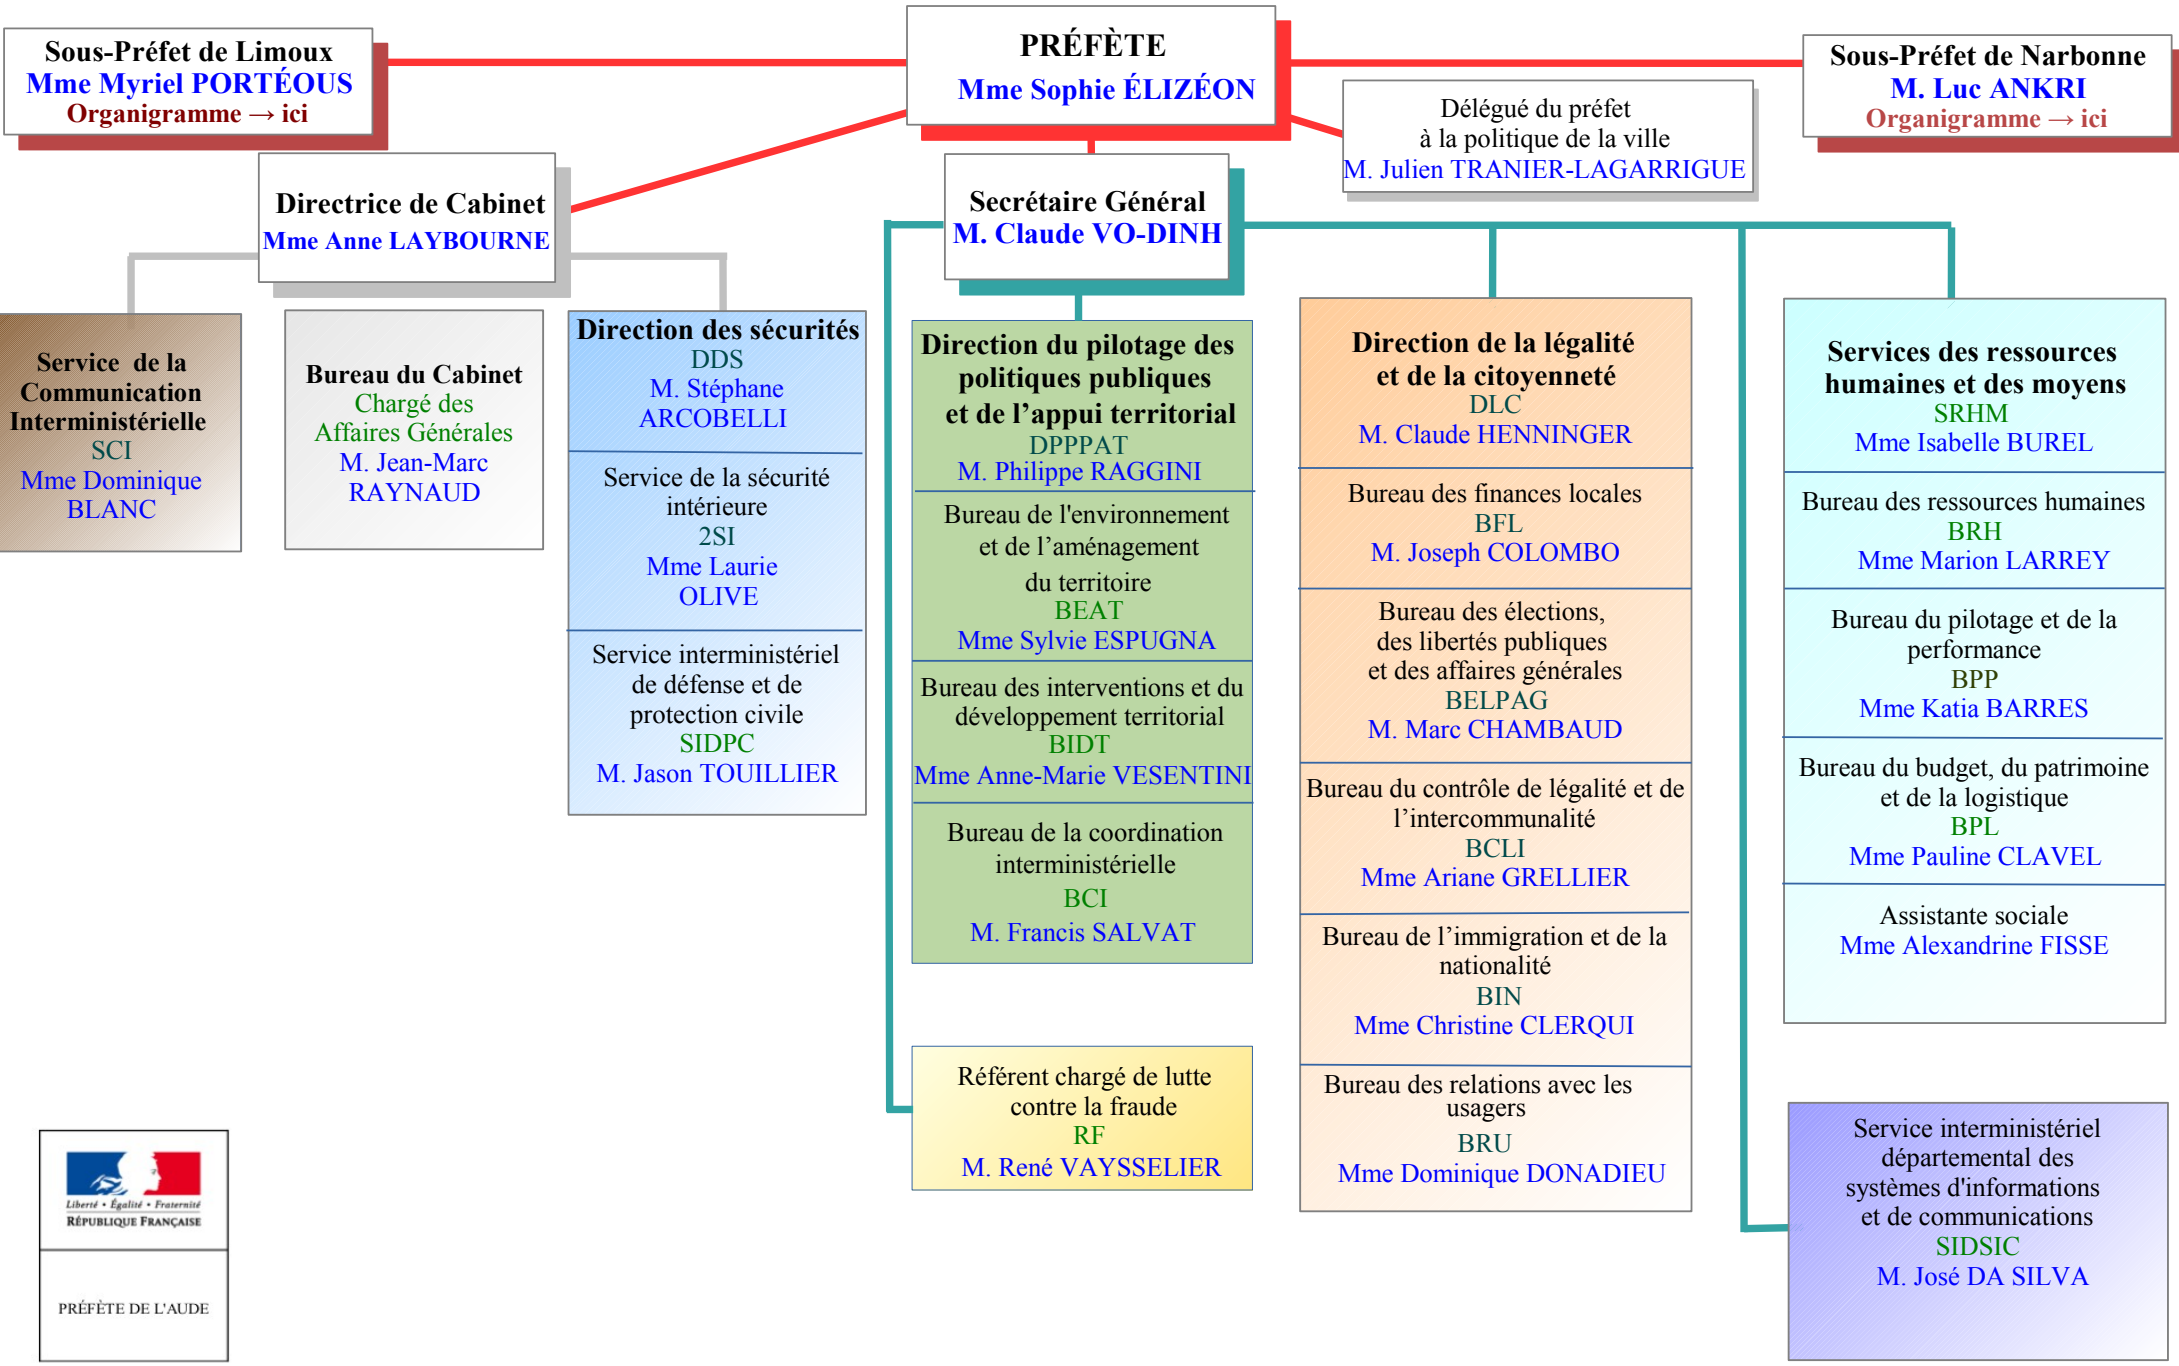 Sous-Préfet de Limoux
Mme Myriel PORTÉOUS
Organigramme → ici
PRÉFÈTE
Mme Sophie ÉLIZÉON
Sous-Préfet de Narbonne
M. Luc ANKRI
Organigramme → ici
Délégué du préfet
à la politique de la ville
M. Julien TRANIER-LAGARRIGUE
Directrice de Cabinet
Mme Anne LAYBOURNE
Secrétaire Général
M. Claude VO-DINH
Service de la
Communication
Interministérielle
SCI
Mme Dominique
BLANC
Bureau du Cabinet
Chargé des
Affaires Générales
M. Jean-Marc
RAYNAUD
Direction des sécurités
DDS
M. Stéphane
ARCOBELLI
Service de la sécurité
intérieure
2SI
Mme Laurie
OLIVE
Service interministériel
de défense et de
protection civile
SIDPC
M. Jason TOUILLIER
Direction du pilotage des
politiques publiques
et de l’appui territorial
DPPPAT
M. Philippe RAGGINI
Bureau de l'environnement
et de l’aménagement
du territoire
BEAT
Mme Sylvie ESPUGNA
Bureau des interventions et du
développement territorial
BIDT
Mme Anne-Marie VESENTINI
Bureau de la coordination
interministérielle
BCI
M. Francis SALVAT
Référent chargé de lutte
contre la fraude
RF
M. René VAYSSELIER
Direction de la légalité
et de la citoyenneté
DLC
M. Claude HENNINGER
Bureau des finances locales
BFL
M. Joseph COLOMBO
Bureau des élections,
des libertés publiques
et des affaires générales
BELPAG
M. Marc CHAMBAUD
Bureau du contrôle de légalité et de
l’intercommunalité
BCLI
Mme Ariane GRELLIER
Bureau de l’immigration et de la
nationalité
BIN
Mme Christine CLERQUI
Bureau des relations avec les
usagers
BRU
Mme Dominique DONADIEU
Services des ressources
humaines et des moyens
SRHM
Mme Isabelle BUREL
Bureau des ressources humaines
BRH
Mme Marion LARREY
Bureau du pilotage et de la
performance
BPP
Mme Katia BARRES
Bureau du budget, du patrimoine
et de la logistique
BPL
Mme Pauline CLAVEL
Assistante sociale
Mme Alexandrine FISSE
Service interministériel
départemental des
systèmes d'informations
et de communications
SIDSIC
M. José DA SILVA
Liberté • Égalité • Fraternité
RÉPUBLIQUE FRANÇAISE
PRÉFÈTE DE L'AUDE